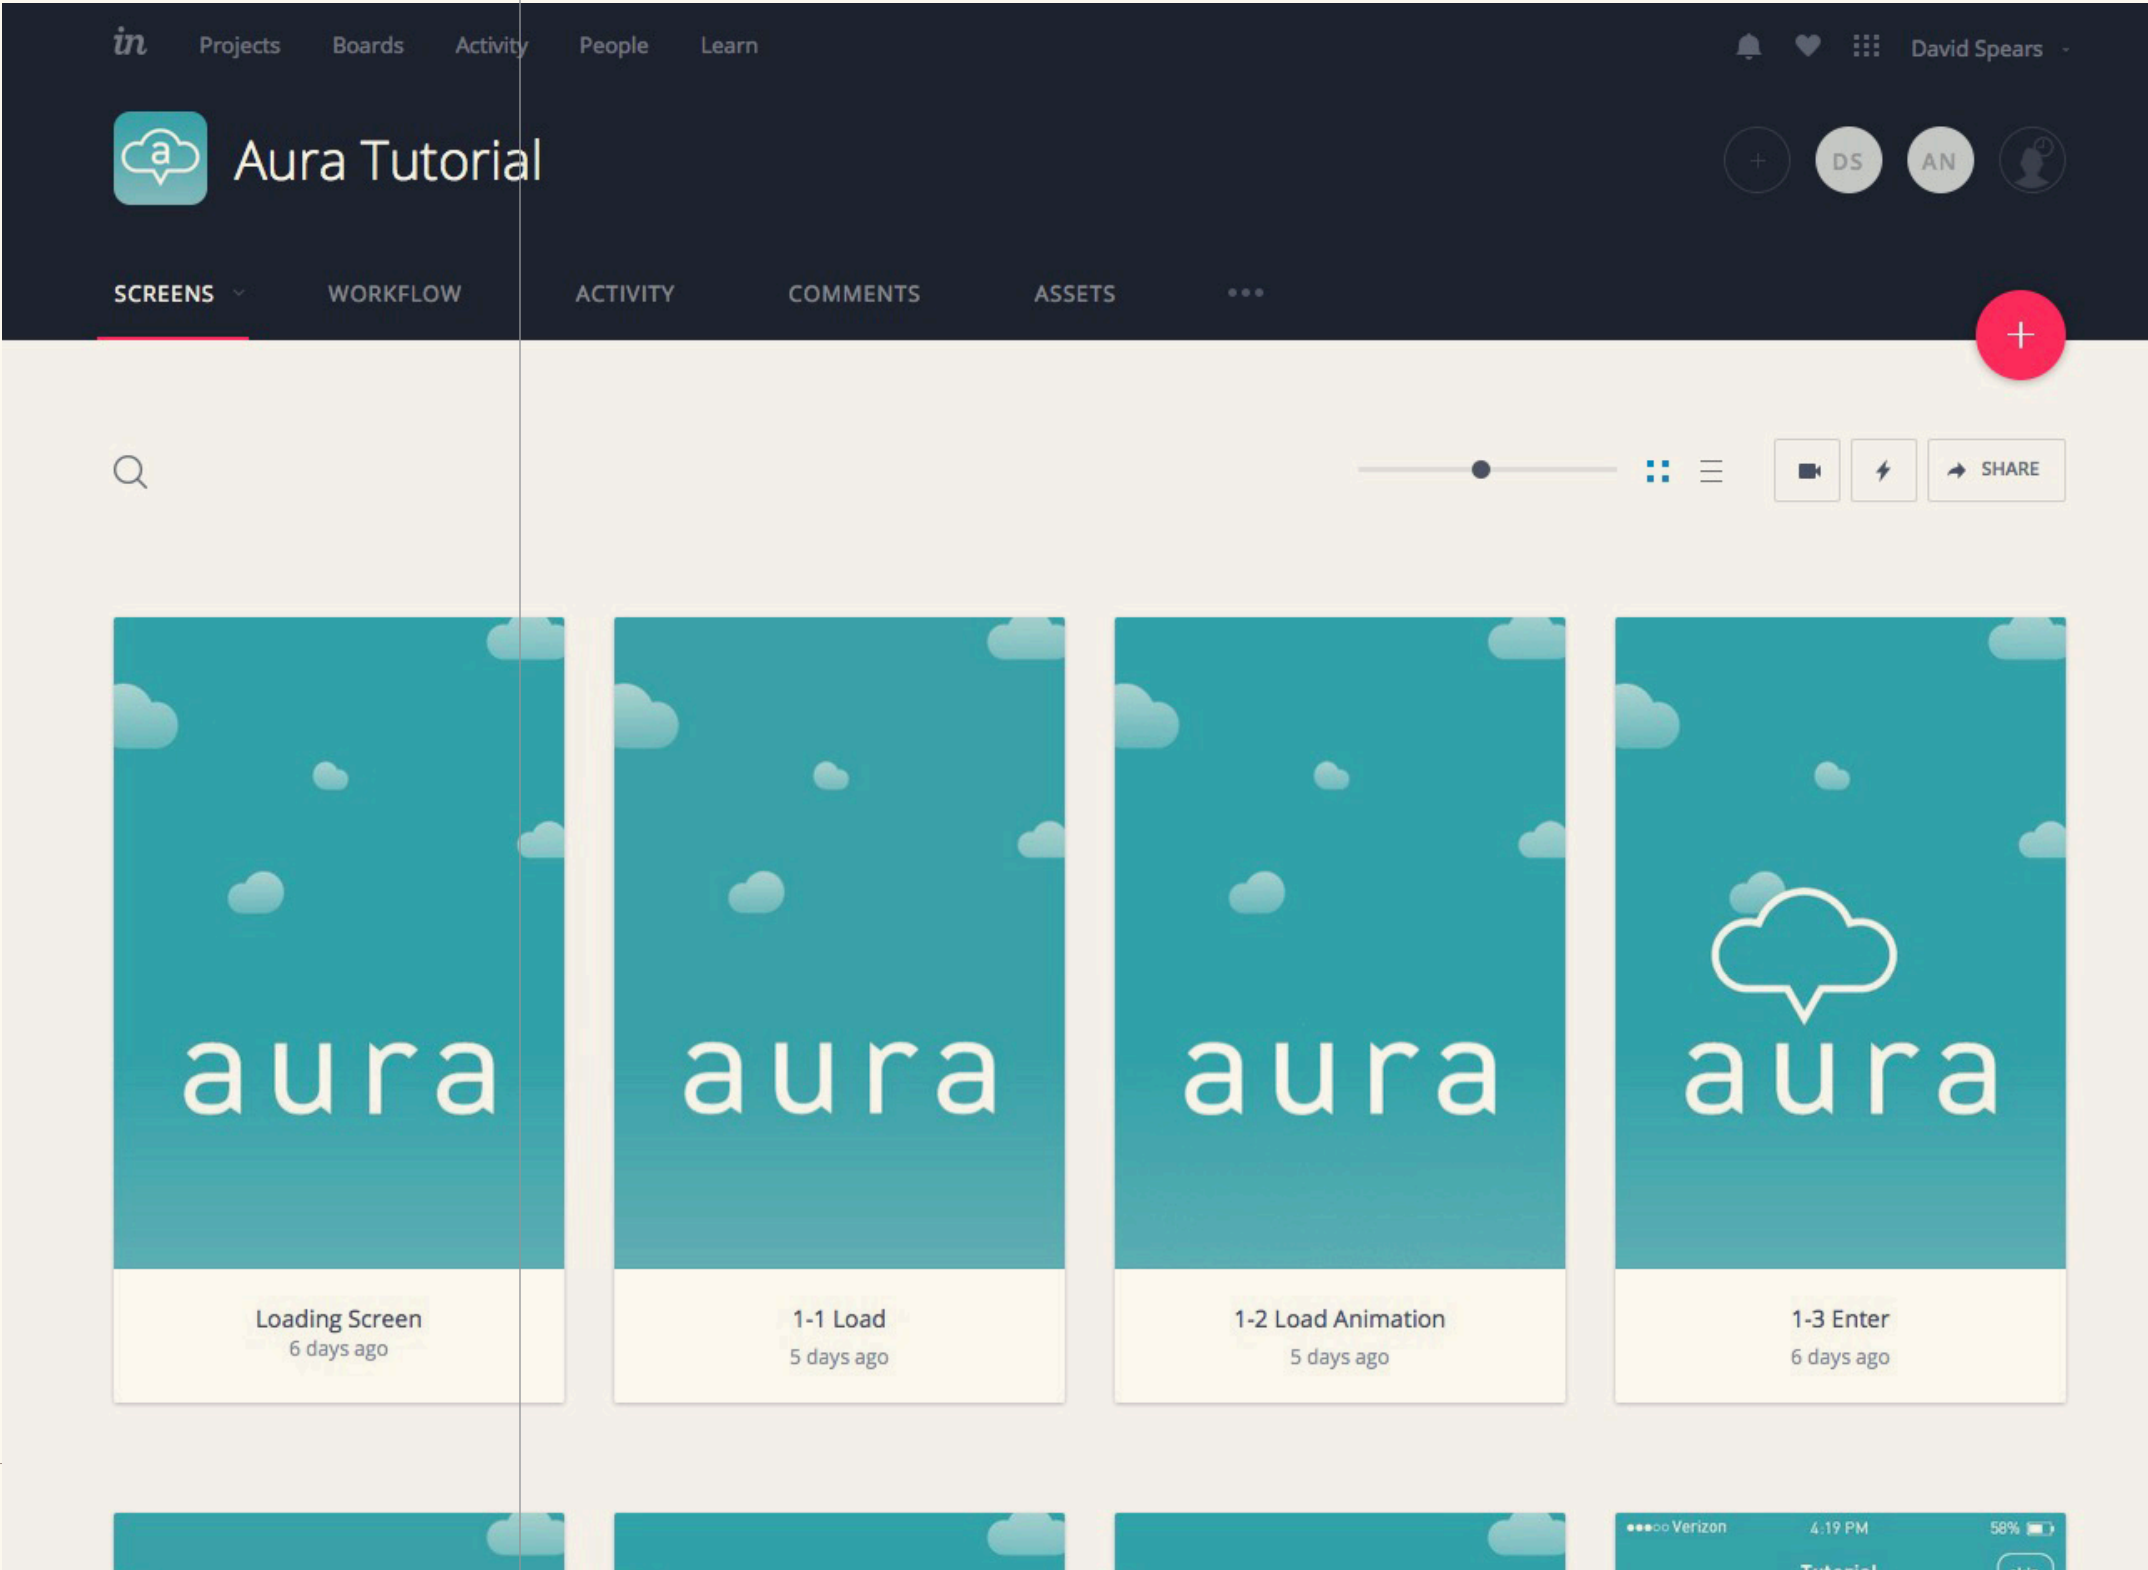 in Projects Boards Activity People Learn David Spears
a Aura Tutorial DS AN
SCREENS WORKFLOW ACTIVITY COMMENTS ASSETS
SHARE
aura aura aura aura
Loading Screen 1-1 Load 1-2 Load Animation 1-3 Enter
6 days ago 5 days ago 5 days ago 6 days ago
Verizon 4:19 PM 58%
Tutorial